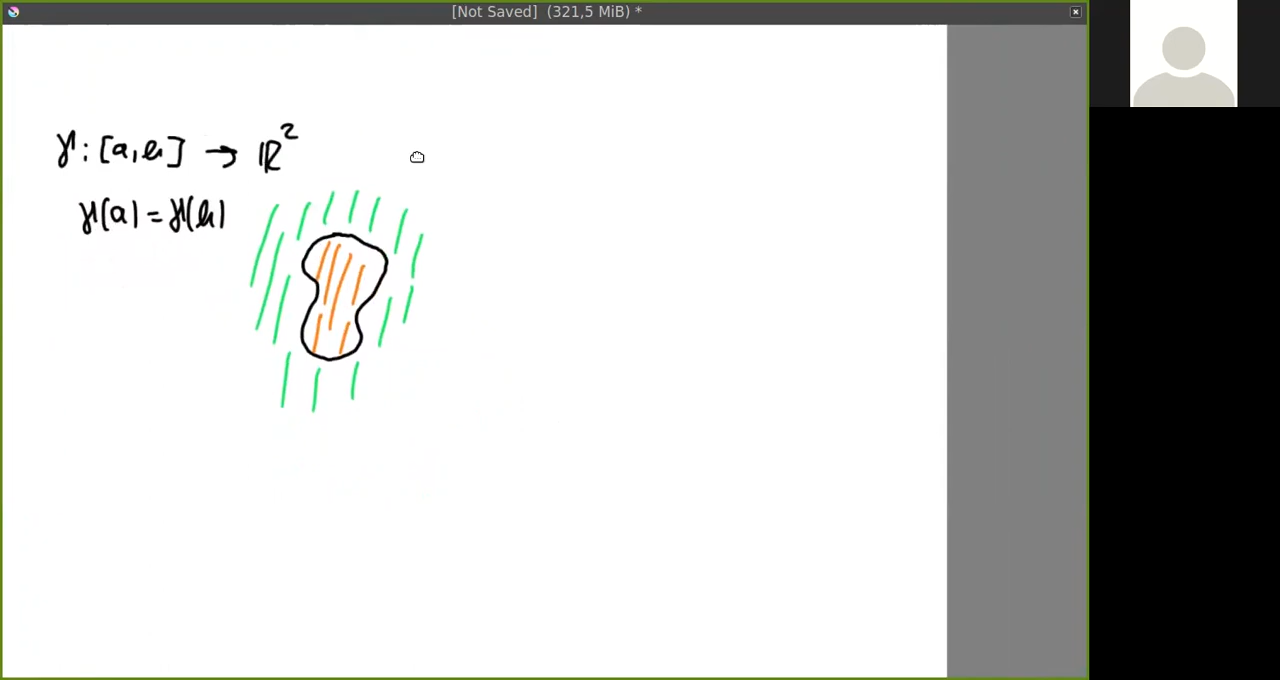 [Not Saved] (321,5 MiB) *
γ: [a,b] → ℝ²
γ(a) = γ(b)